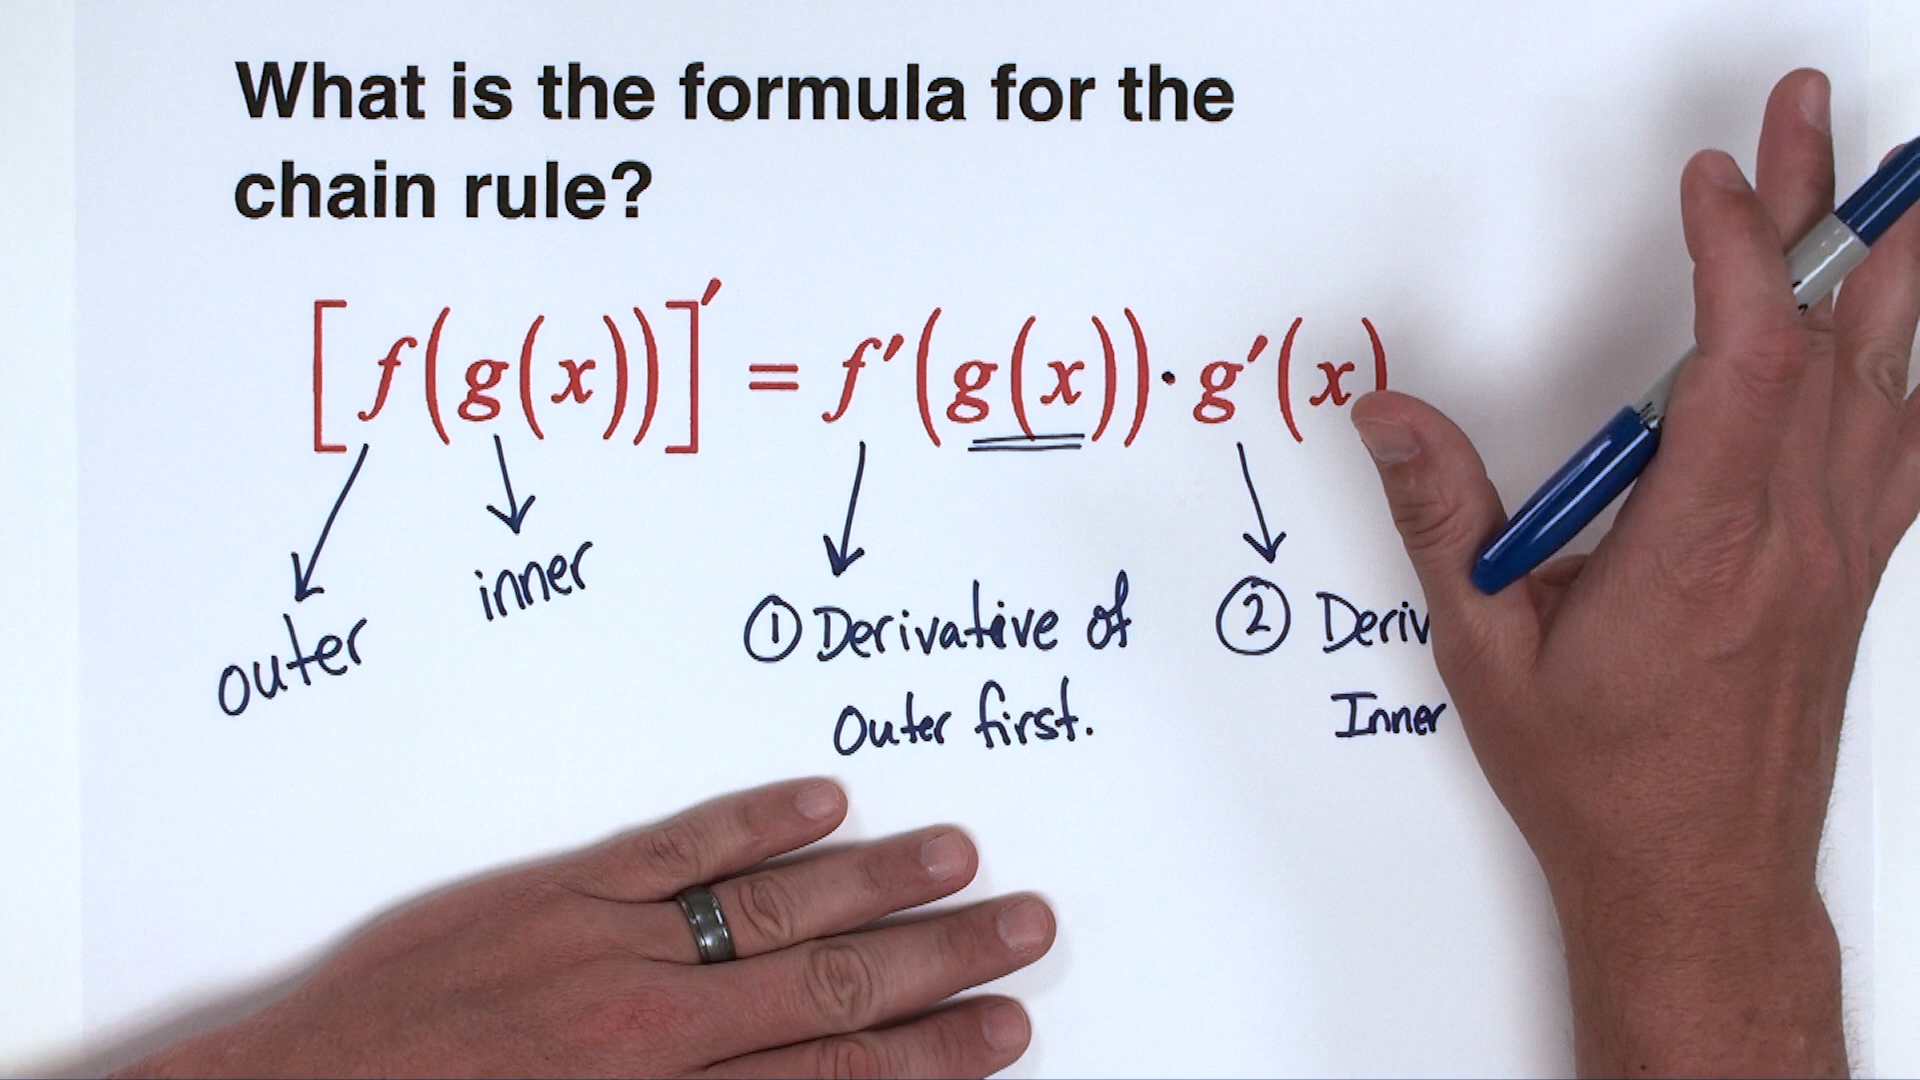 What is the formula for the
chain rule?
[f(g(x))]′ = f′(g(x)) · g′(x)
outer
inner
① Derivative of
Outer first.
② Deriv
Inner